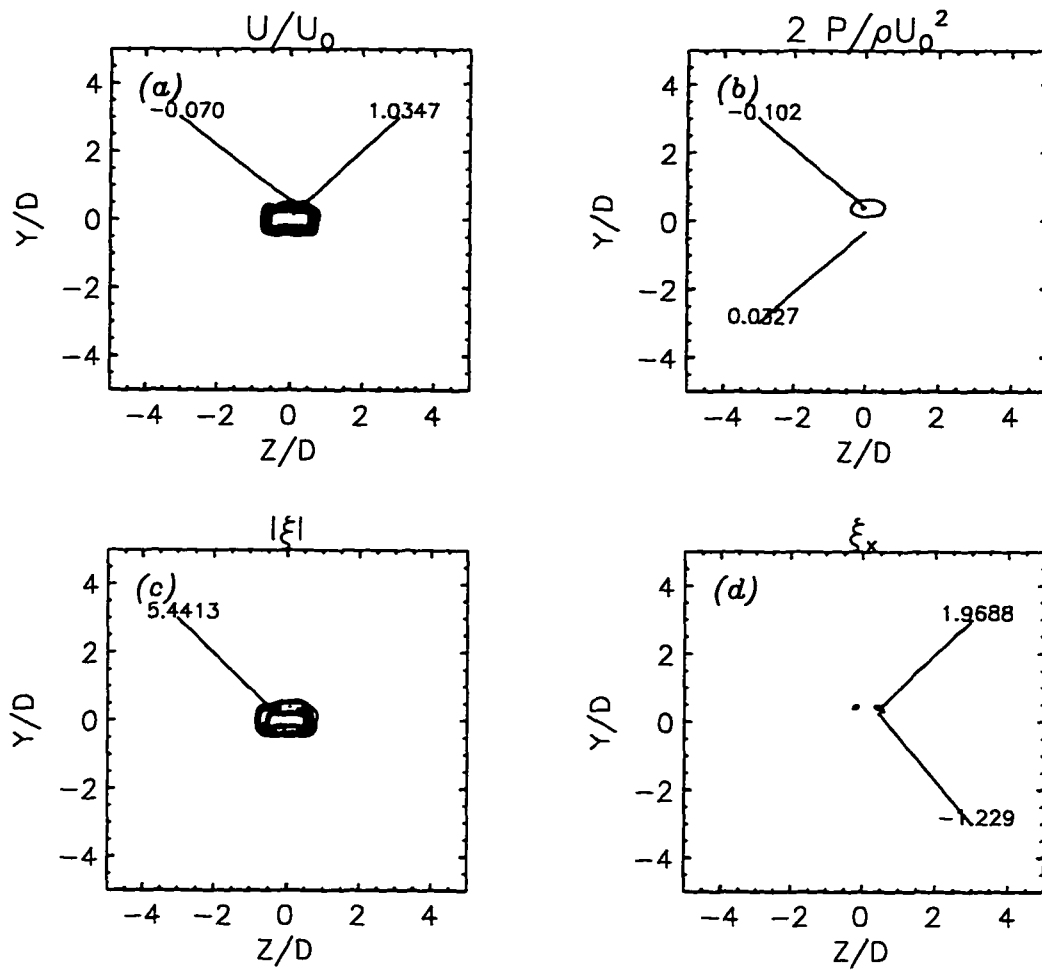 U/U₀
2 P/ρU₀²
(a)
-0.070
1.0347
4
2
0
-2
-4
Y/D
-4 -2 0 2 4
Z/D
(b)
-0.102
0.0327
4
2
0
-2
-4
Y/D
-4 -2 0 2 4
Z/D
|ξ|
ξₓ
(c)
5.4413
4
2
0
-2
-4
Y/D
-4 -2 0 2 4
Z/D
(d)
1.9688
-1.229
4
2
0
-2
-4
Y/D
-4 -2 0 2 4
Z/D